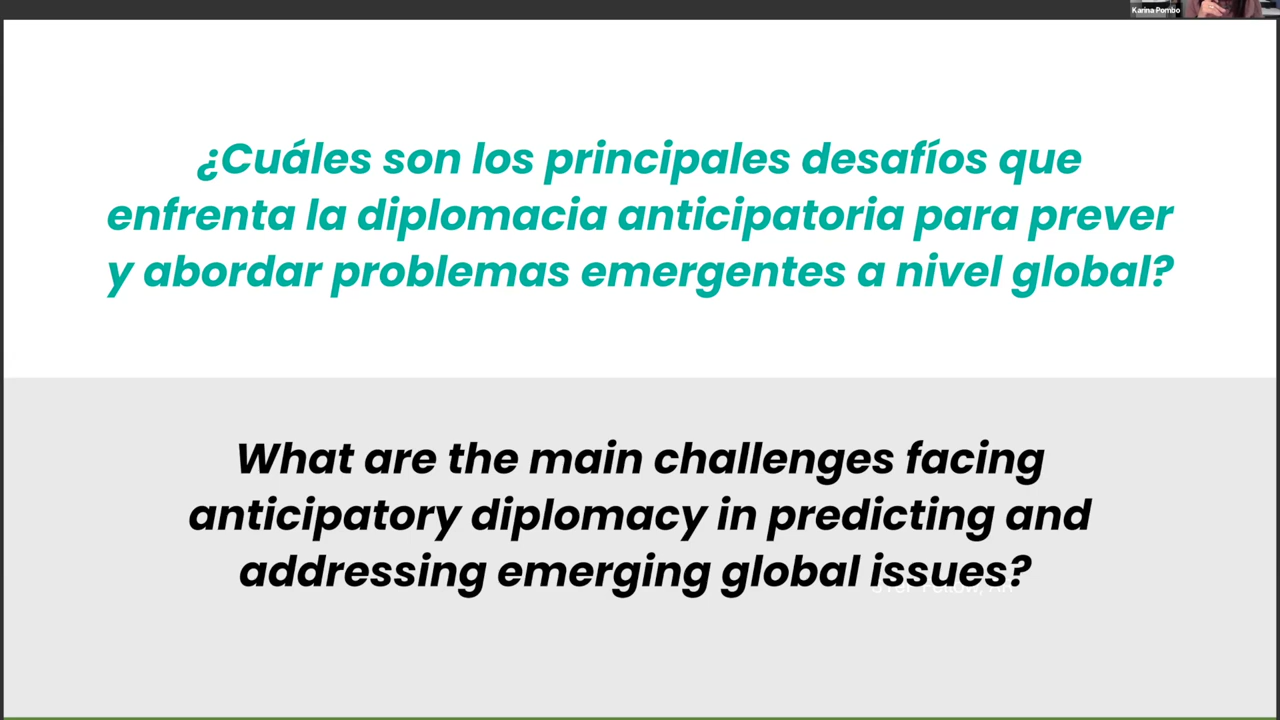 Karina Pombo
¿Cuáles son los principales desafíos que
enfrenta la diplomacia anticipatoria para prever
y abordar problemas emergentes a nivel global?
What are the main challenges facing
anticipatory diplomacy in predicting and
addressing emerging global issues?